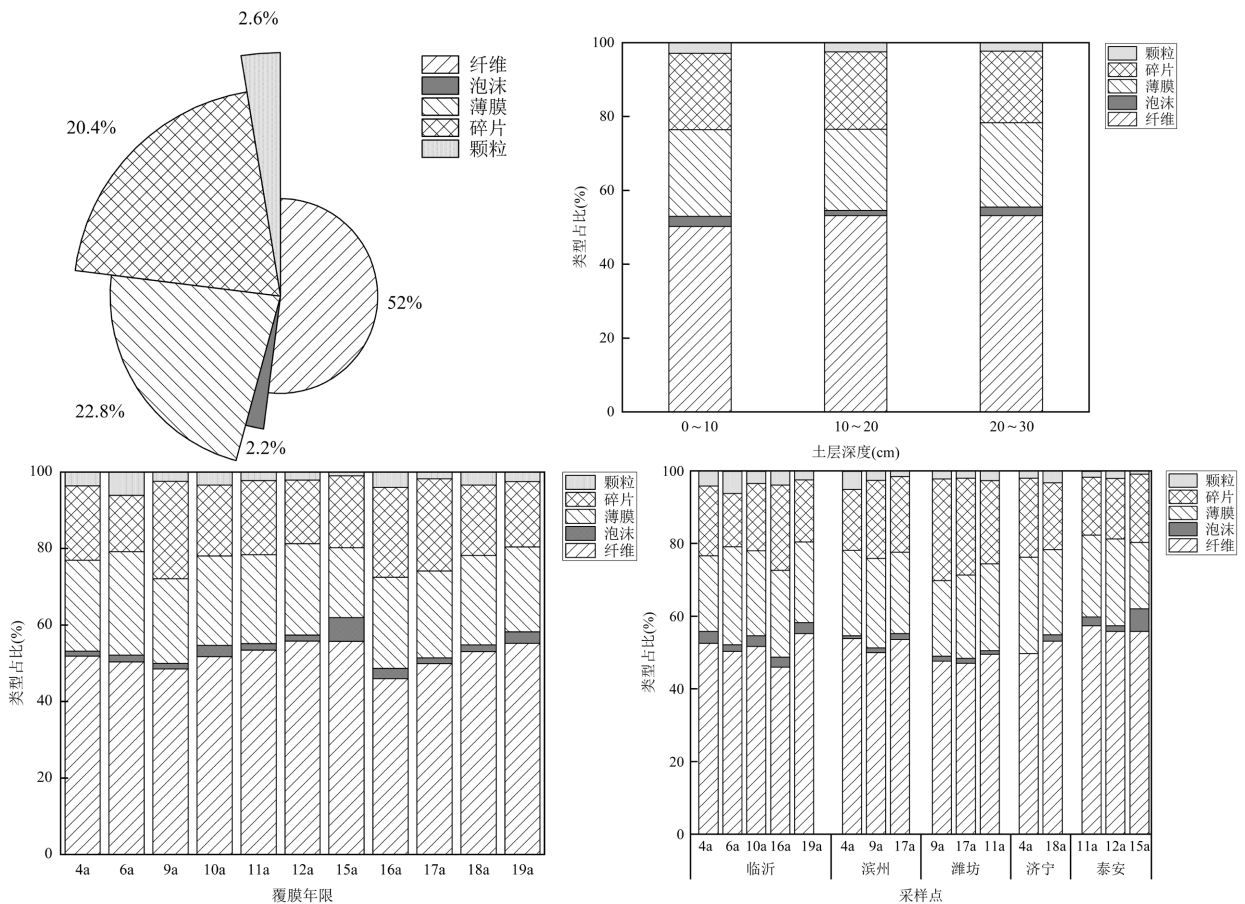 2.6%
20.4%
52%
22.8%
2.2%
纤维
泡沫
薄膜
碎片
颗粒
100
80
60
40
20
0
类型占比(%)
0～10 10～20 20～30
土层深度(cm)
颗粒
碎片
薄膜
泡沫
纤维
100
80
60
40
20
0
类型占比(%)
4a 6a 9a 10a 11a 12a 15a 16a 17a 18a 19a
覆膜年限
颗粒
碎片
薄膜
泡沫
纤维
100
80
60
40
20
0
类型占比(%)
4a 6a 10a 16a 19a 4a 9a 17a 9a 17a 11a 4a 18a 11a 12a 15a
临沂 滨州 潍坊 济宁 泰安
采样点
颗粒
碎片
薄膜
泡沫
纤维